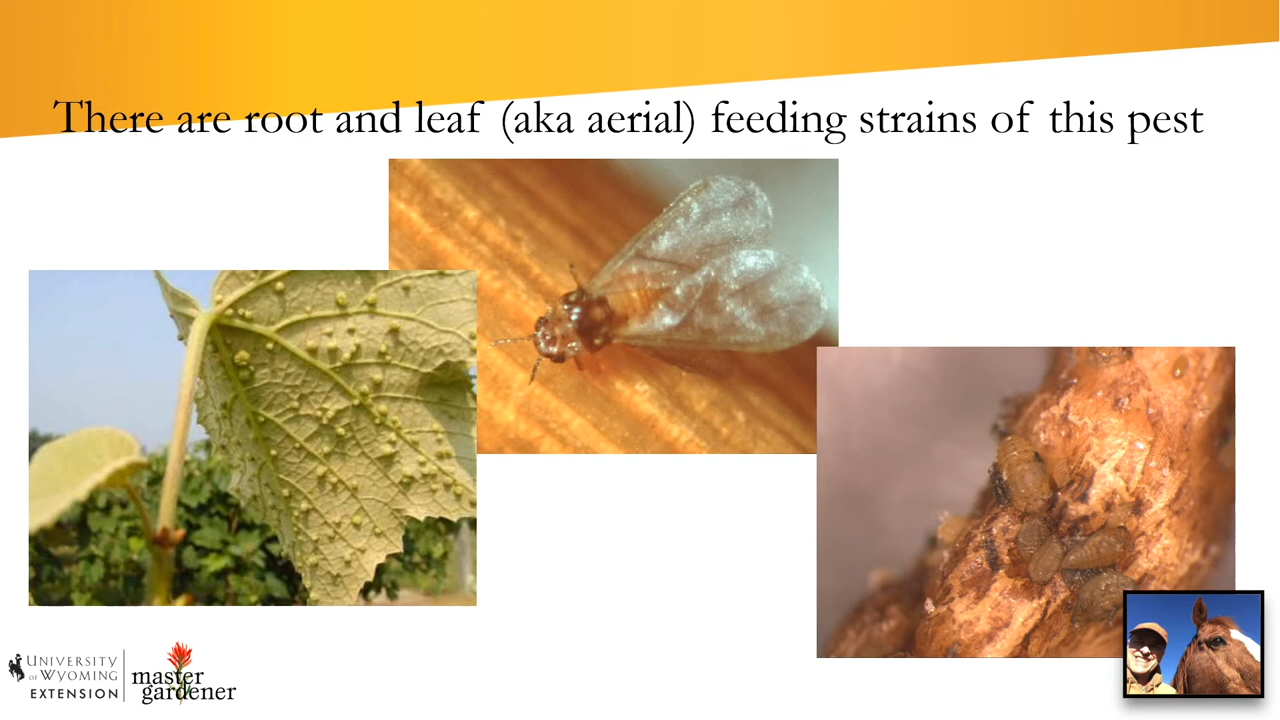 There are root and leaf (aka aerial) feeding strains of this pest
UNIVERSITY
OF WYOMING
EXTENSION
master
gardener